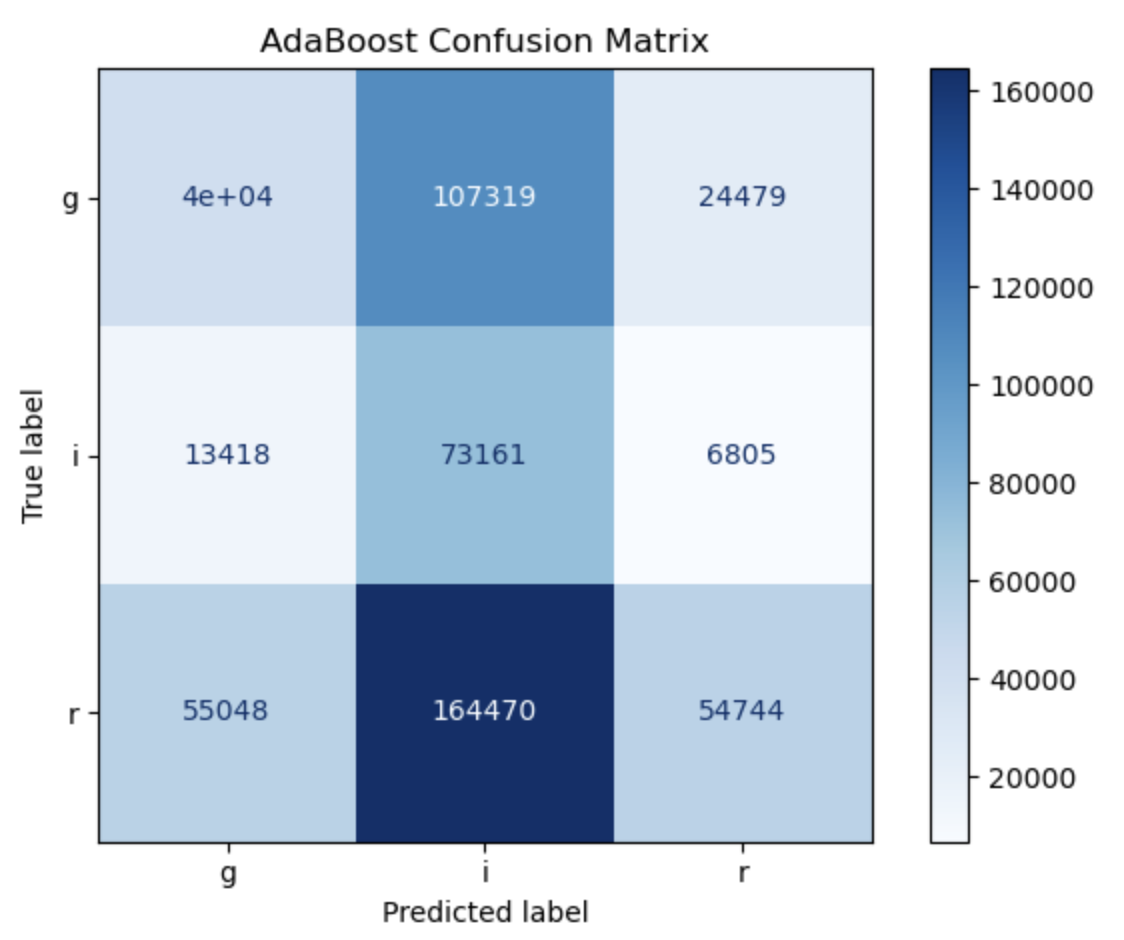 AdaBoost Confusion Matrix
160000
g 4e+04 107319 24479
140000
120000
100000
True label
i 13418 73161 6805
80000
60000
40000
r 55048 164470 54744
20000
g i r
Predicted label